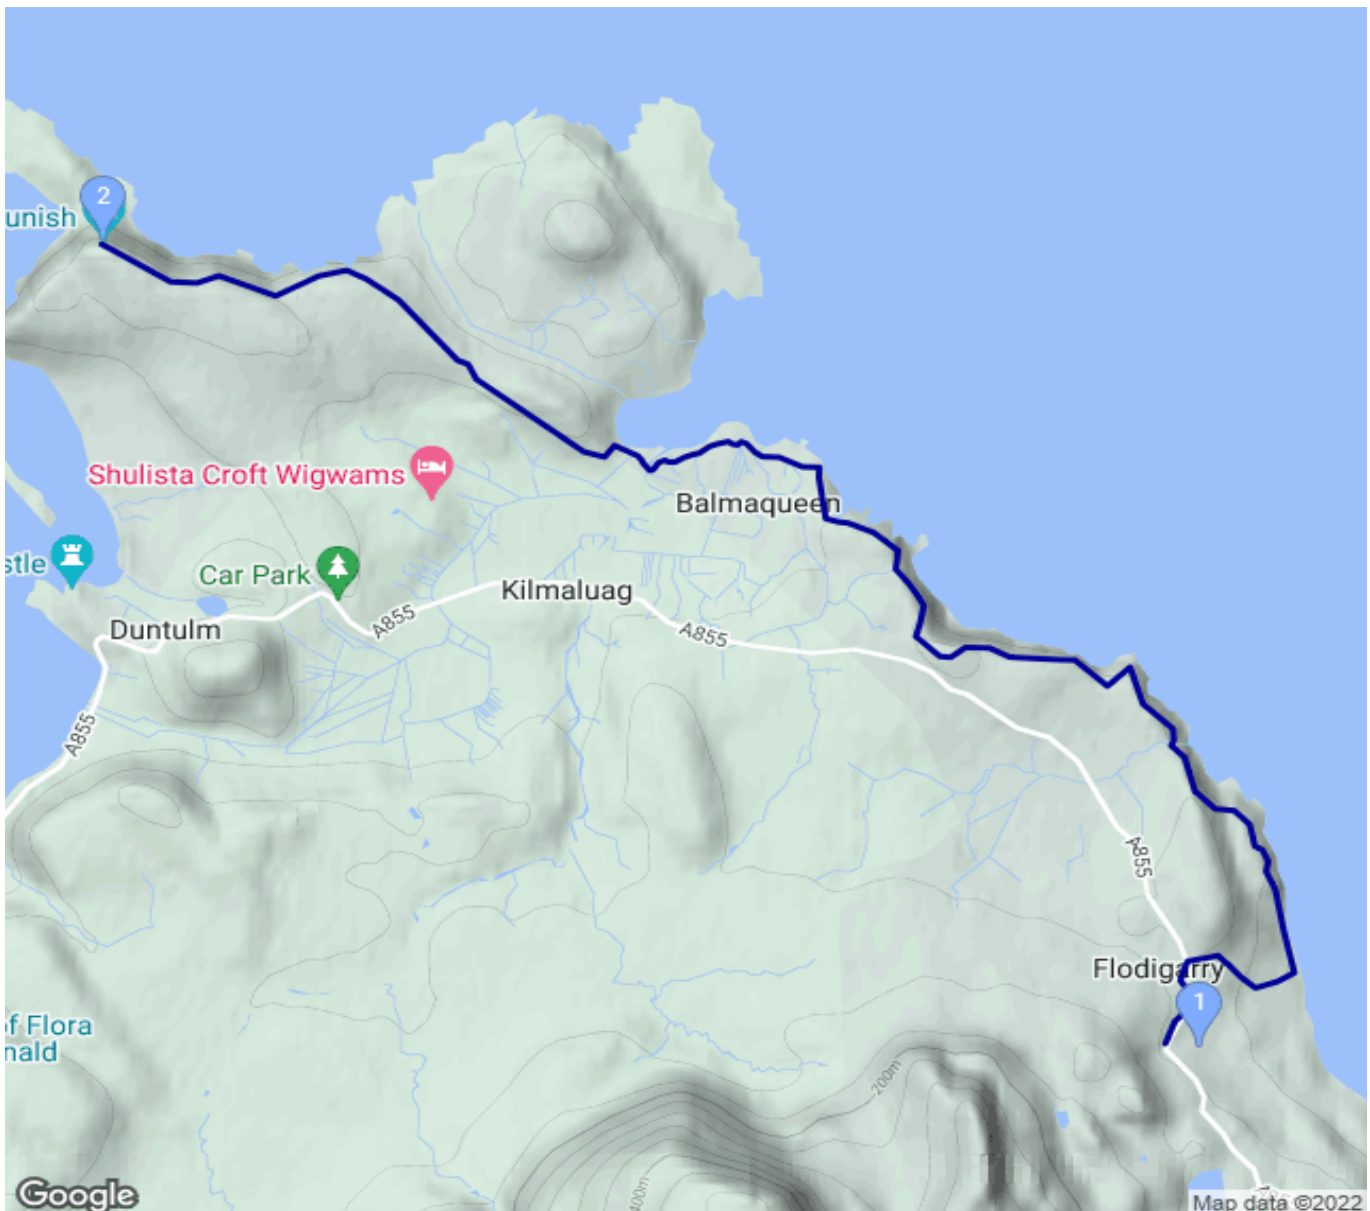 2
unish
Shulista Croft Wigwams
Balmaqueen
stle
Car Park
Kilmaluag
A855
A855
Duntulm
A855
A855
Flodigarry
1
of Flora
nald
200m
400m
Google
Map data ©2022